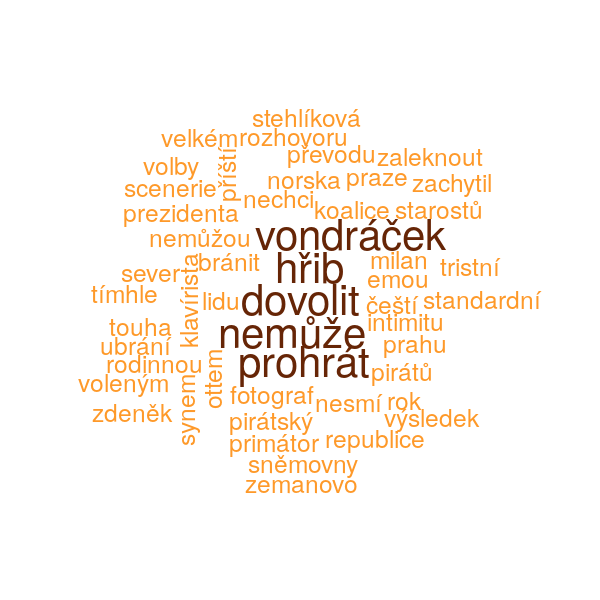 stehlíková
velkém rozhovoru
převodu zaleknout
volby příští
norska praze zachytil
scenerie nechci
prezidenta koalice starostů
vondráček
nemůžou
hřib milan
bránit tristní
sever emou
klavírista
tímhle lidu dovolit čeští standardní
touha nemůže intimitu
ubrání prahu
rodinnou prohrát pirátů
voleným ottem
synem fotograf nesmí rok
zdeněk pirátský výsledek
primátor republice
sněmovny
zemanovo